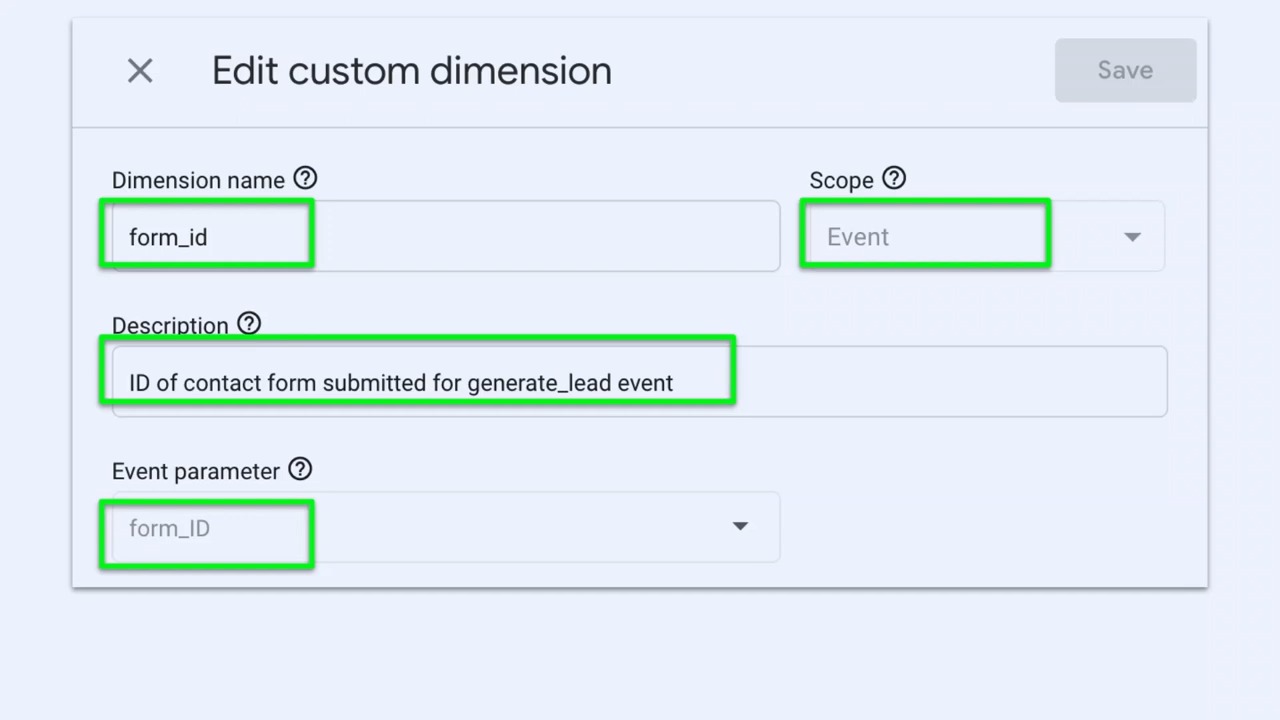 Edit custom dimension
Save
Dimension name
Scope
form_id
Event
Description
ID of contact form submitted for generate_lead event
Event parameter
form_ID